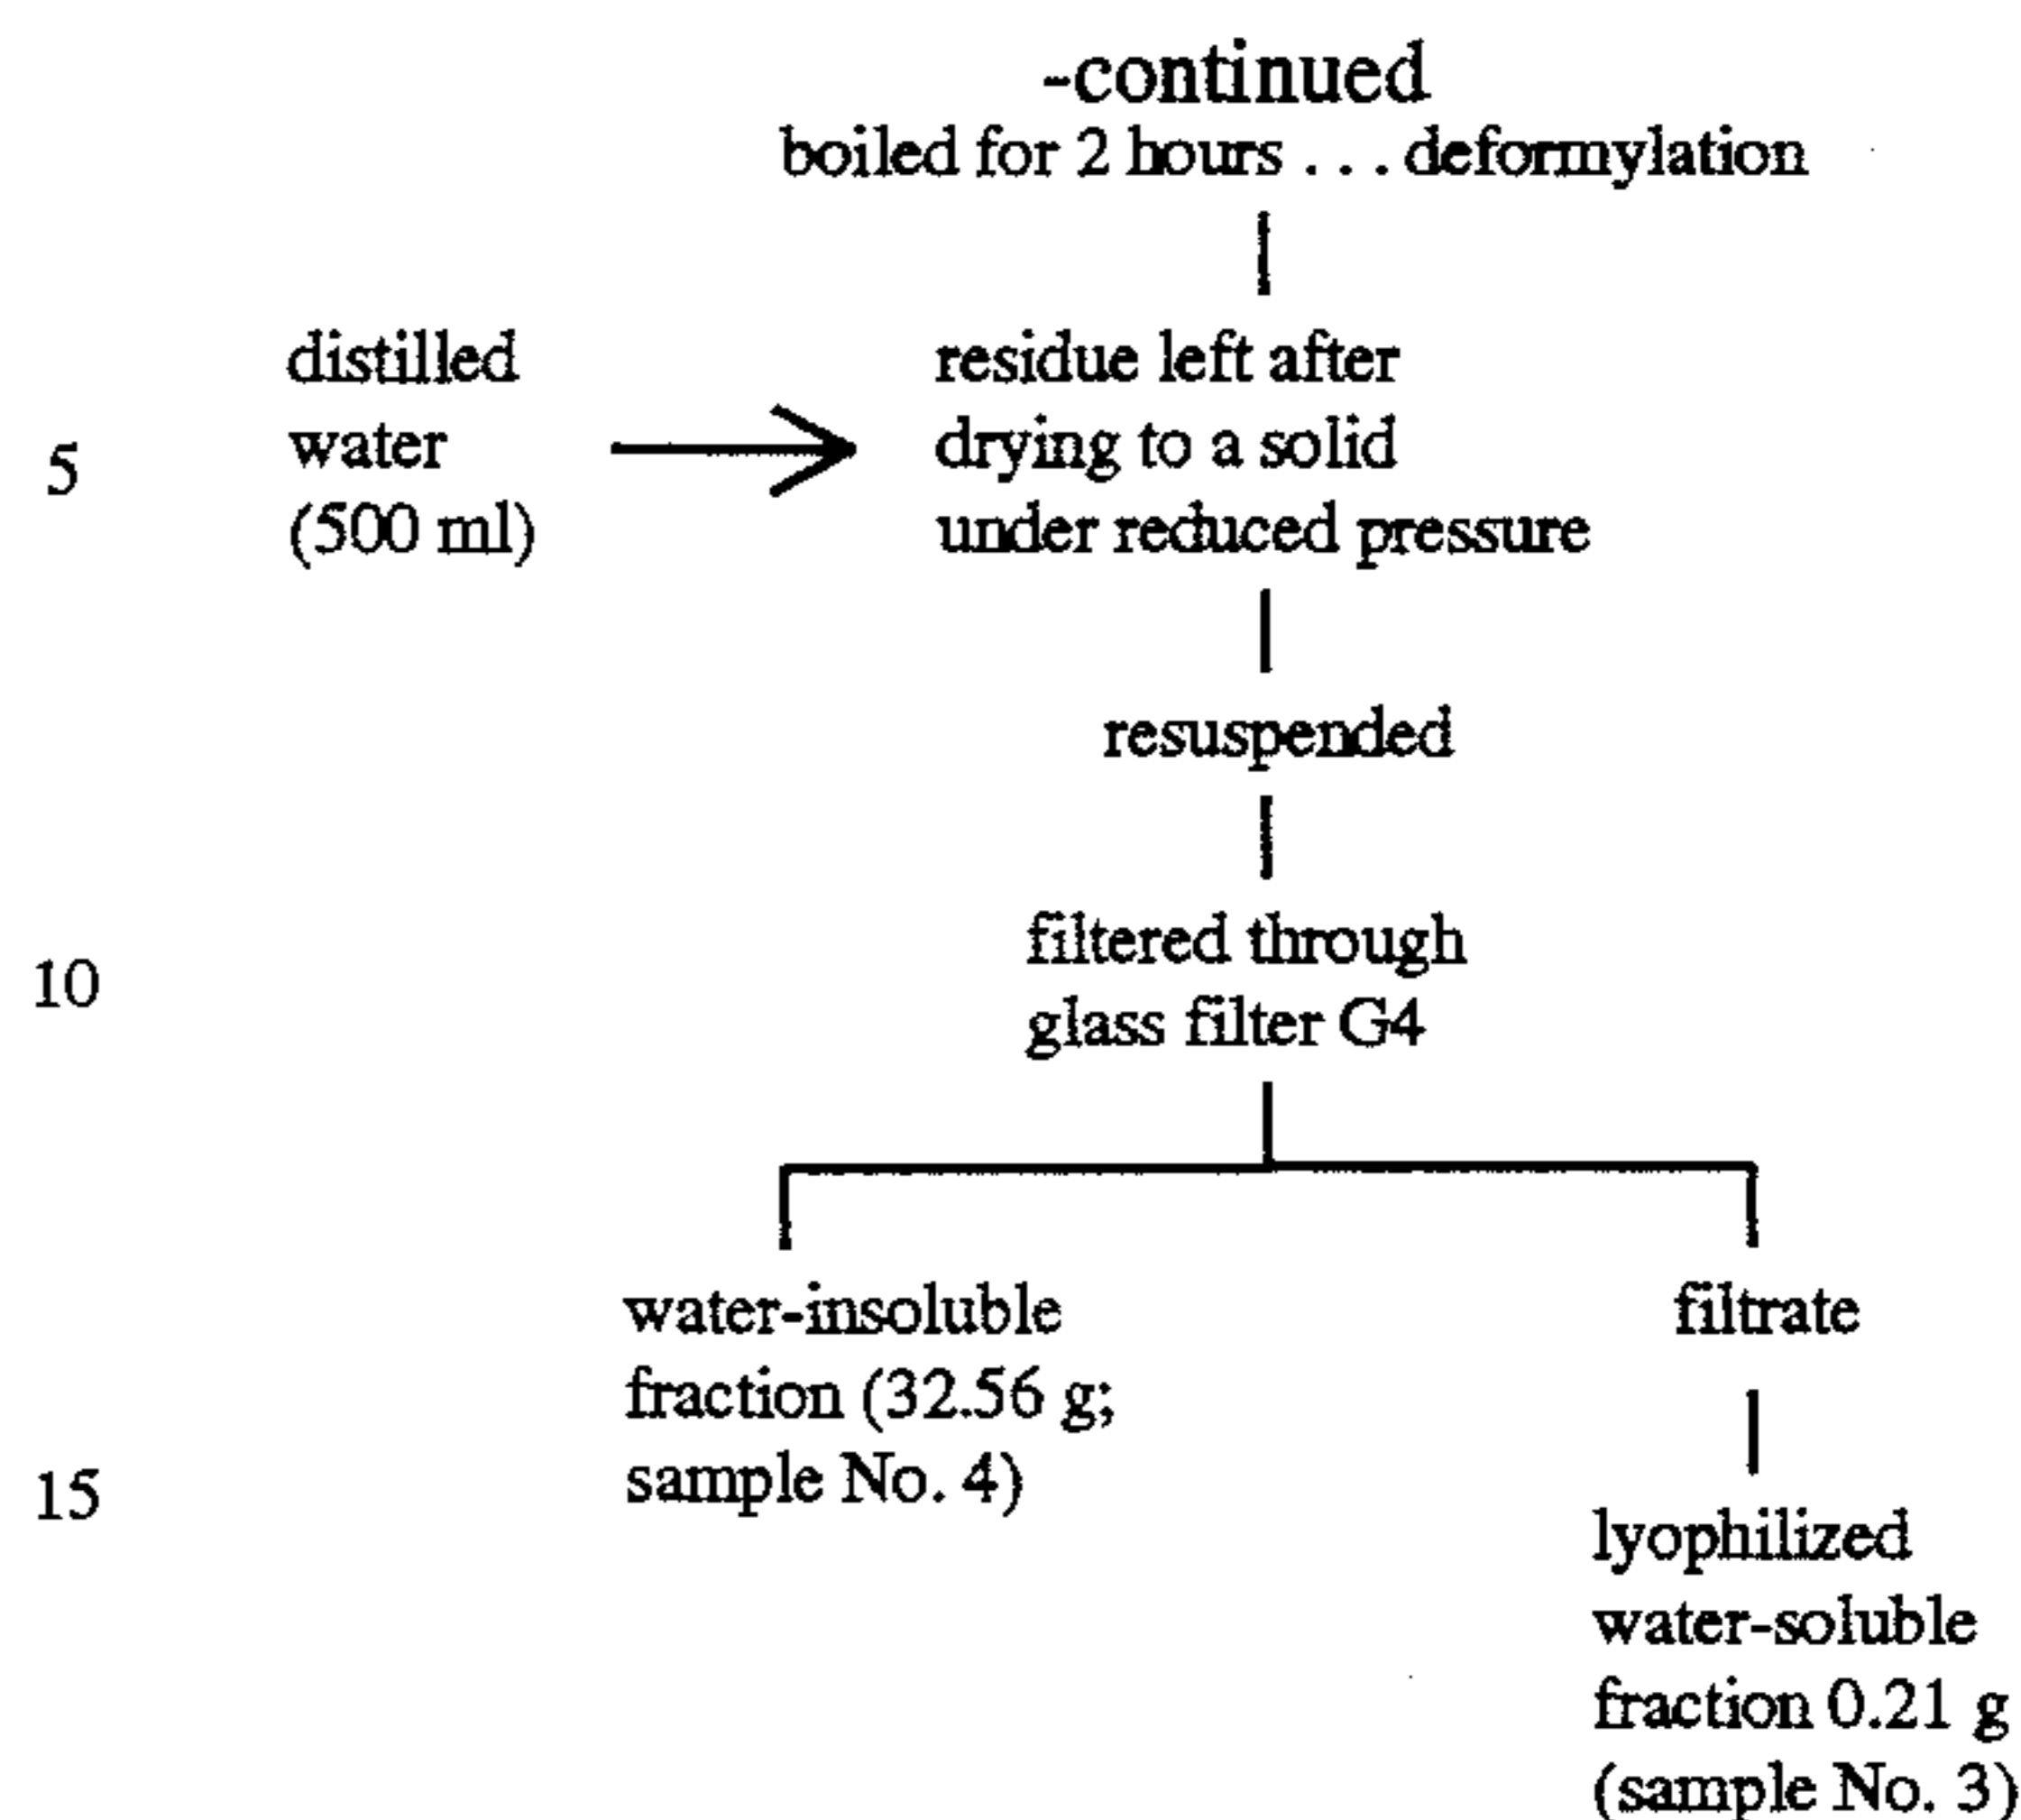 -continued
boiled for 2 hours . . . deformylation
distilled
water
(500 ml)
residue left after
drying to a solid
under reduced pressure
5
resuspended
filtered through
glass filter G4
10
water-insoluble
fraction (32.56 g;
sample No. 4)
filtrate
15
lyophilized
water-soluble
fraction 0.21 g
(sample No. 3)